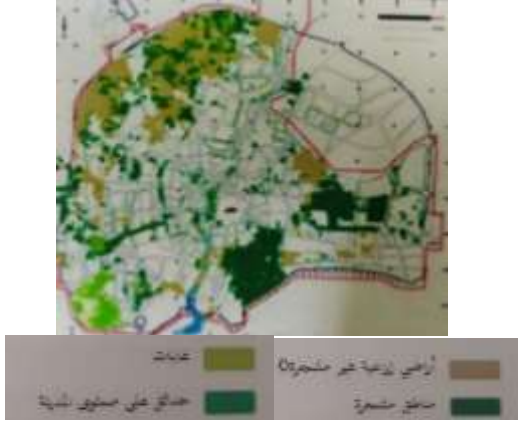 غابات
حدائق على مستوى المدينة
أراضي زراعية غير مشجرة
مناطق مشجرة